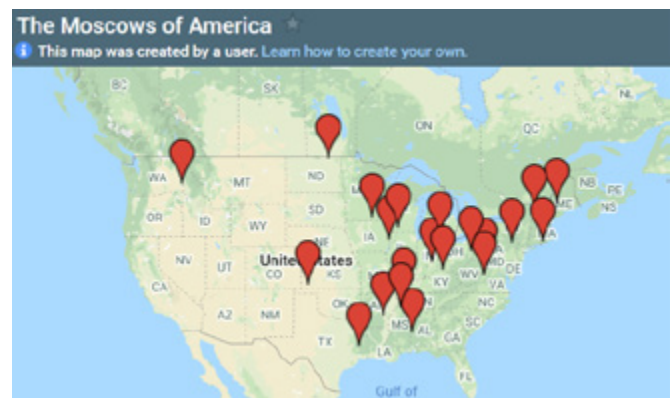 The Moscows of America
This map was created by a user. Learn how to create your own.
BC
SK
NL
ON
QC
WA
MT
ND
NB
PE
ME
NS
OR
ID
SD
WY
IA
NV
UT
United States
CO
KS
KY
WV
MD
DE
VA
CA
OK
NC
AZ
NM
MS
AL
SC
GA
TX
LA
FL
Gulf of